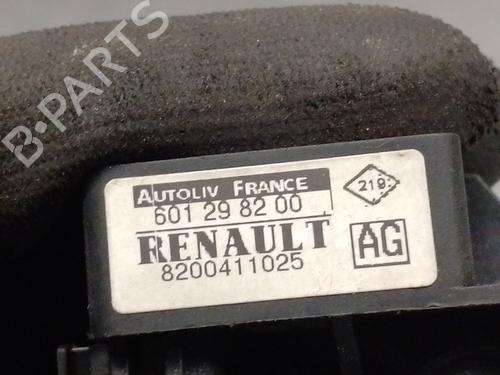 B-PARTS
AUTOLIV FRANCE
219
601 29 82 00
RENAULT
AG
8200411025